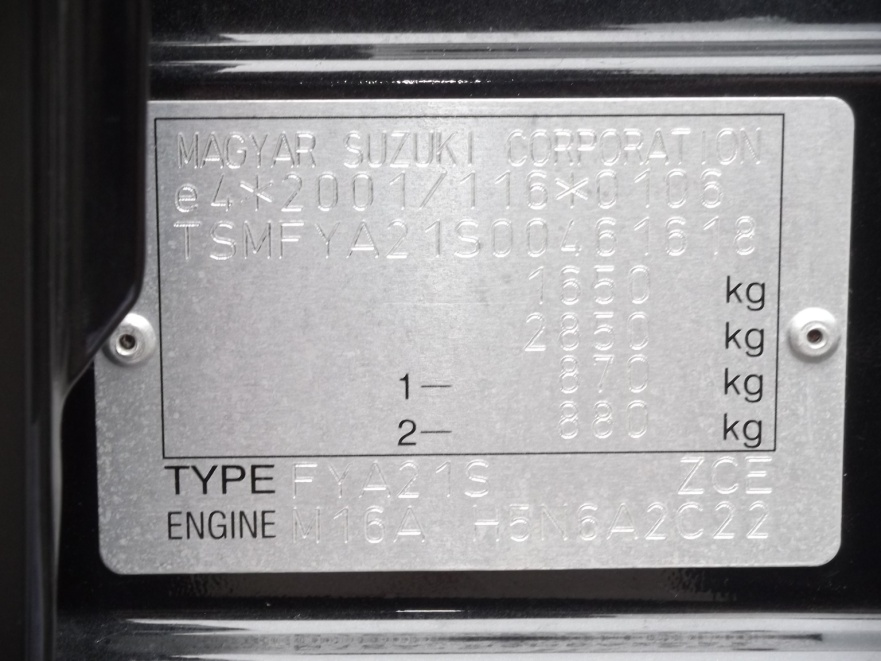 MAGYAR SUZUKI CORPORATION
e4*2001/116*0106
TSMFYA21S00461618
1650 kg
2850 kg
1- 870 kg
2- 880 kg
TYPE FYA21S ZCE
ENGINE M16A H5N6A2C22